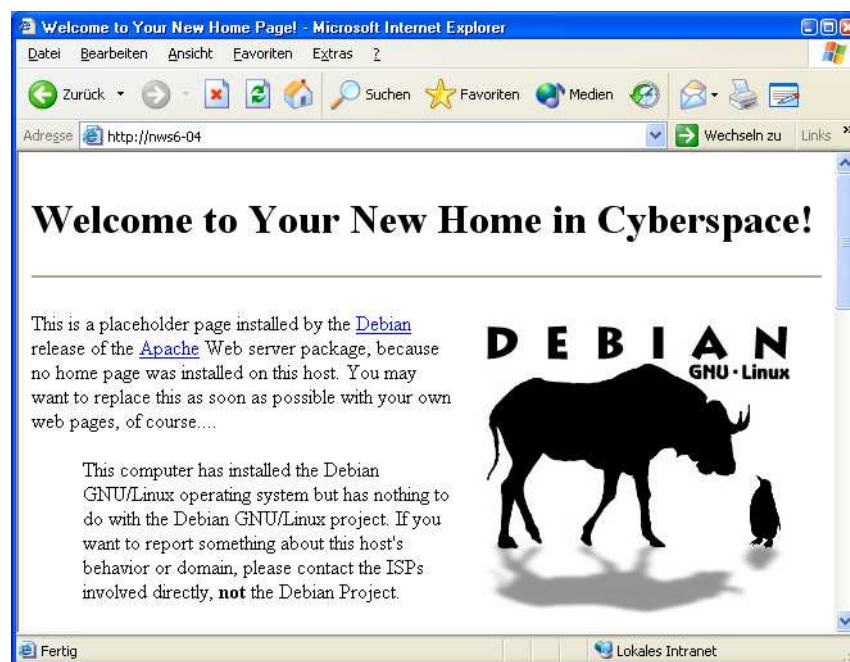 Welcome to Your New Home Page! - Microsoft Internet Explorer
Datei Bearbeiten Ansicht Favoriten Extras ?
Zurück Suchen Favoriten Medien
Adresse http://nws6-04 Wechseln zu Links »
Welcome to Your New Home in Cyberspace!
This is a placeholder page installed by the Debian
release of the Apache Web server package, because
no home page was installed on this host. You may
want to replace this as soon as possible with your own
web pages, of course....
This computer has installed the Debian
GNU/Linux operating system but has nothing to
do with the Debian GNU/Linux project. If you
want to report something about this host's
behavior or domain, please contact the ISPs
involved directly, not the Debian Project.
DEBIAN
GNU·Linux
Fertig Lokales Intranet